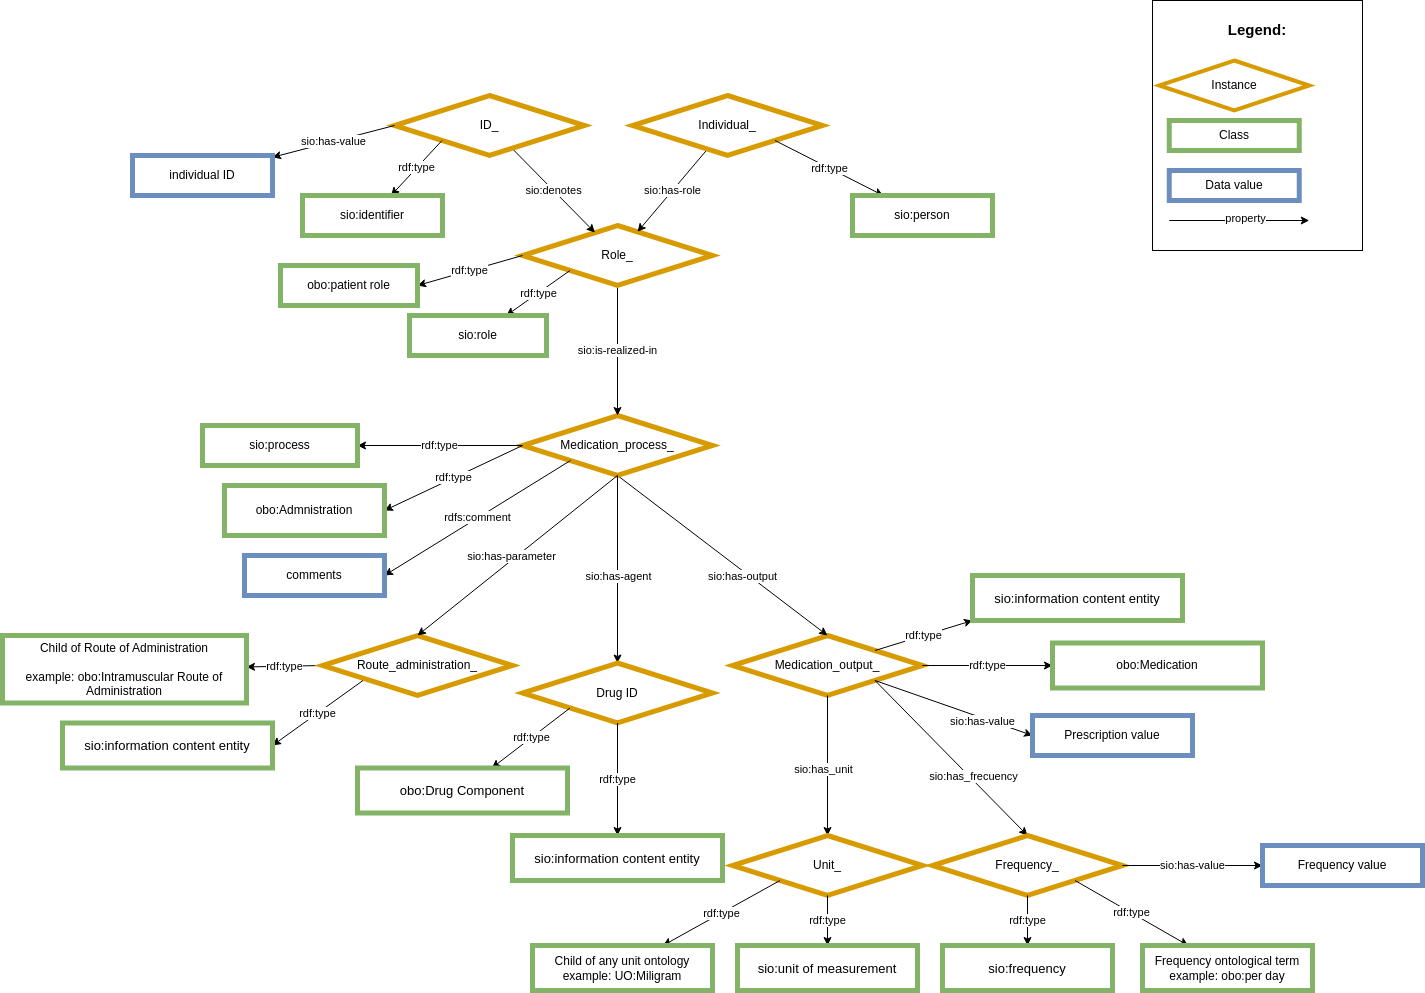 Legend:
Instance
Class
Data value
property
ID_
Individual_
sio:has-value
rdf:type
rdf:type
individual ID
sio:denotes
sio:has-role
sio:identifier
sio:person
Role_
rdf:type
obo:patient role
rdf:type
sio:role
sio:is-realized-in
sio:process
rdf:type
Medication_process_
rdf:type
obo:Admnistration
rdfs:comment
comments
sio:has-parameter
sio:has-agent
sio:has-output
sio:information content entity
rdf:type
Child of Route of Administration
example: obo:Intramuscular Route of
Administration
rdf:type
Route_administration_
Medication_output_
rdf:type
obo:Medication
Drug ID
rdf:type
sio:has-value
Prescription value
sio:information content entity
rdf:type
sio:has_unit
sio:has_frecuency
rdf:type
obo:Drug Component
sio:information content entity
Unit_
Frequency_
sio:has-value
Frequency value
rdf:type
rdf:type
rdf:type
rdf:type
Child of any unit ontology
example: UO:Miligram
sio:unit of measurement
sio:frequency
Frequency ontological term
example: obo:per day